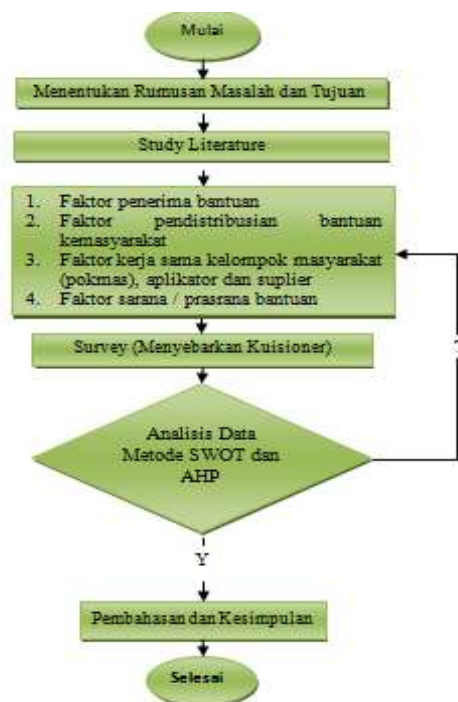 Mulai
Menentukan Rumusan Masalah dan Tujuan
Study Literature
1. Faktor penerima bantuan
2. Faktor pendistribusian bantuan
kemasyarakat
3. Faktor kerja sama kelompok masyarakat
(pokmas), aplikator dan suplier
4. Faktor sarana / prasrana bantuan
Survey (Menyebarkan Kuisioner)
Analisis Data
Metode SWOT dan
AHP
Y
Pembahasan dan Kesimpulan
Selesai